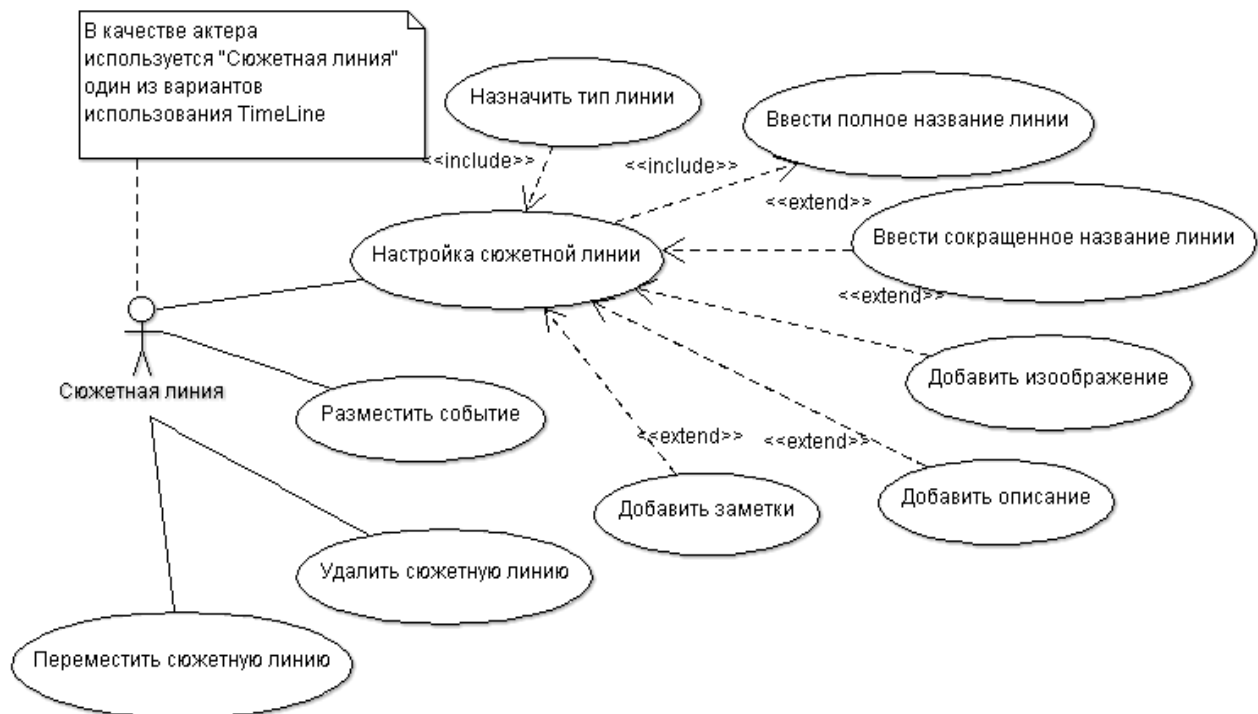 В качестве актера
используется "Сюжетная линия"
один из вариантов
использования TimeLine
Назначить тип линии
Ввести полное название линии
<<include>>
<<include>>
<<extend>>
Настройка сюжетной линии
Ввести сокращенное название линии
<<extend>>
Добавить изоображение
Сюжетная линия
Разместить событие
<<extend>>
<<extend>>
Добавить заметки
Добавить описание
Удалить сюжетную линию
Переместить сюжетную линию